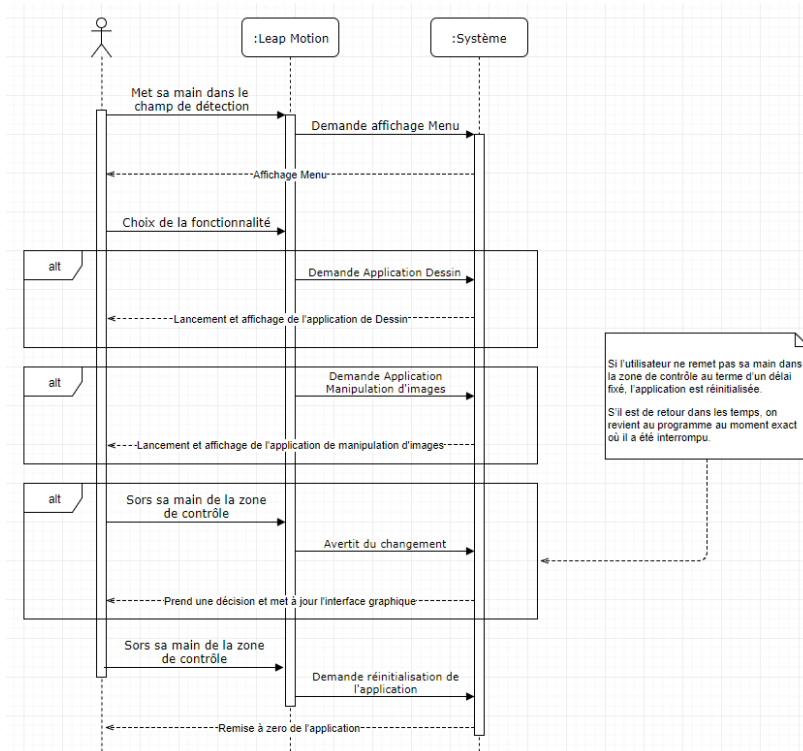 :Leap Motion
:Système
Met sa main dans le
champ de détection
Demande affichage Menu
Affichage Menu
Choix de la fonctionnalité
alt
Demande Application Dessin
Lancement et affichage de l'application de Dessin
alt
Demande Application
Manipulation d'images
Lancement et affichage de l'application de manipulation d'images
Si l'utilisateur ne remet pas sa main dans
la zone de contrôle au terme d'un délai
fixé, l'application est réinitialisée.
S'il est de retour dans les temps, on
revient au programme au moment exact
où il a été interrompu.
alt
Sors sa main de la zone
de contrôle
Avertit du changement
Prend une décision et met à jour l'interface graphique
Sors sa main de la zone
de contrôle
Demande réinitialisation de
l'application
Remise à zero de l'application